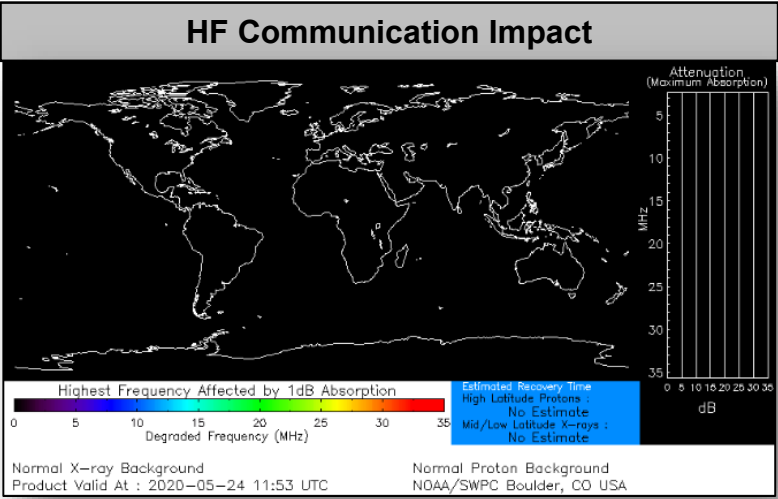 HF Communication Impact
Attenuation
(Maximum Absorption)
5
10
15
20
25
30
35
MHz
0 5 10 15 20 25 30 35
dB
Highest Frequency Affected by 1dB Absorption
0 5 10 15 20 25 30 35
Degraded Frequency (MHz)
Estimated Recovery Time
High Latitude Protons :
No Estimate
Mid/Low Latitude X-rays :
No Estimate
Normal X-ray Background
Normal Proton Background
Product Valid At : 2020-05-24 11:53 UTC
NOAA/SWPC Boulder, CO USA